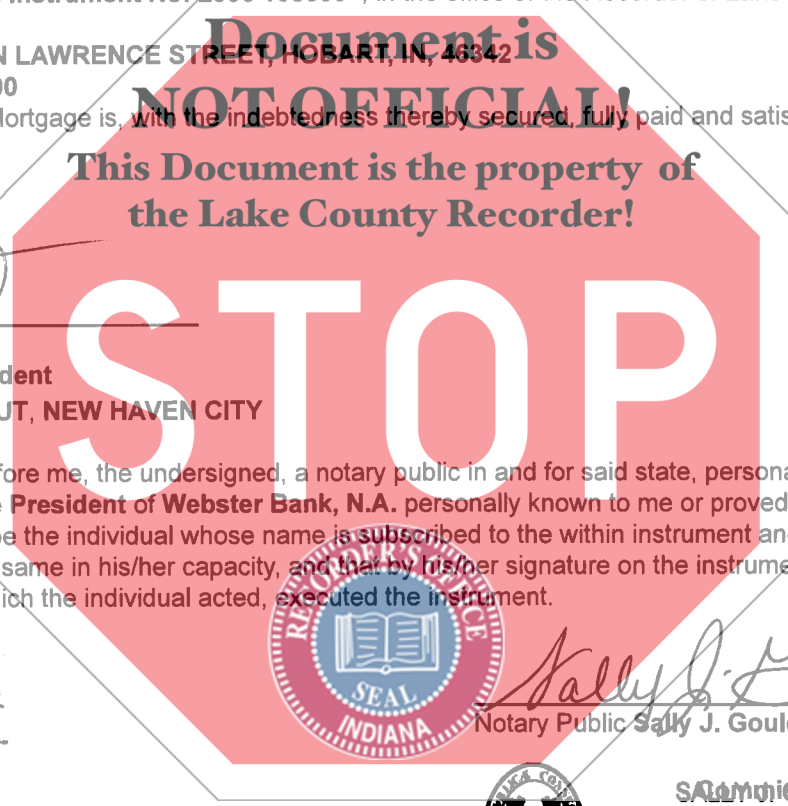 Document is
N LAWRENCE STREET, HOBART, IN, 46342
00
NOT OFFICIAL!
Mortgage is, with the indebtedness thereby secured, fully paid and satis
This Document is the property of
the Lake County Recorder!
STOP
dent
UT, NEW HAVEN CITY
fore me, the undersigned, a notary public in and for said state, persona
e President of Webster Bank, N.A. personally known to me or proved
be the individual whose name is subscribed to the within instrument an
same in his/her capacity, and that by his/her signature on the instrume
ich the individual acted, executed the instrument.
RECORDER'S OFFICE
SEAL
INDIANA
Sally J. G
Notary Public Sally J. Goul
SALLY J. G
Commi